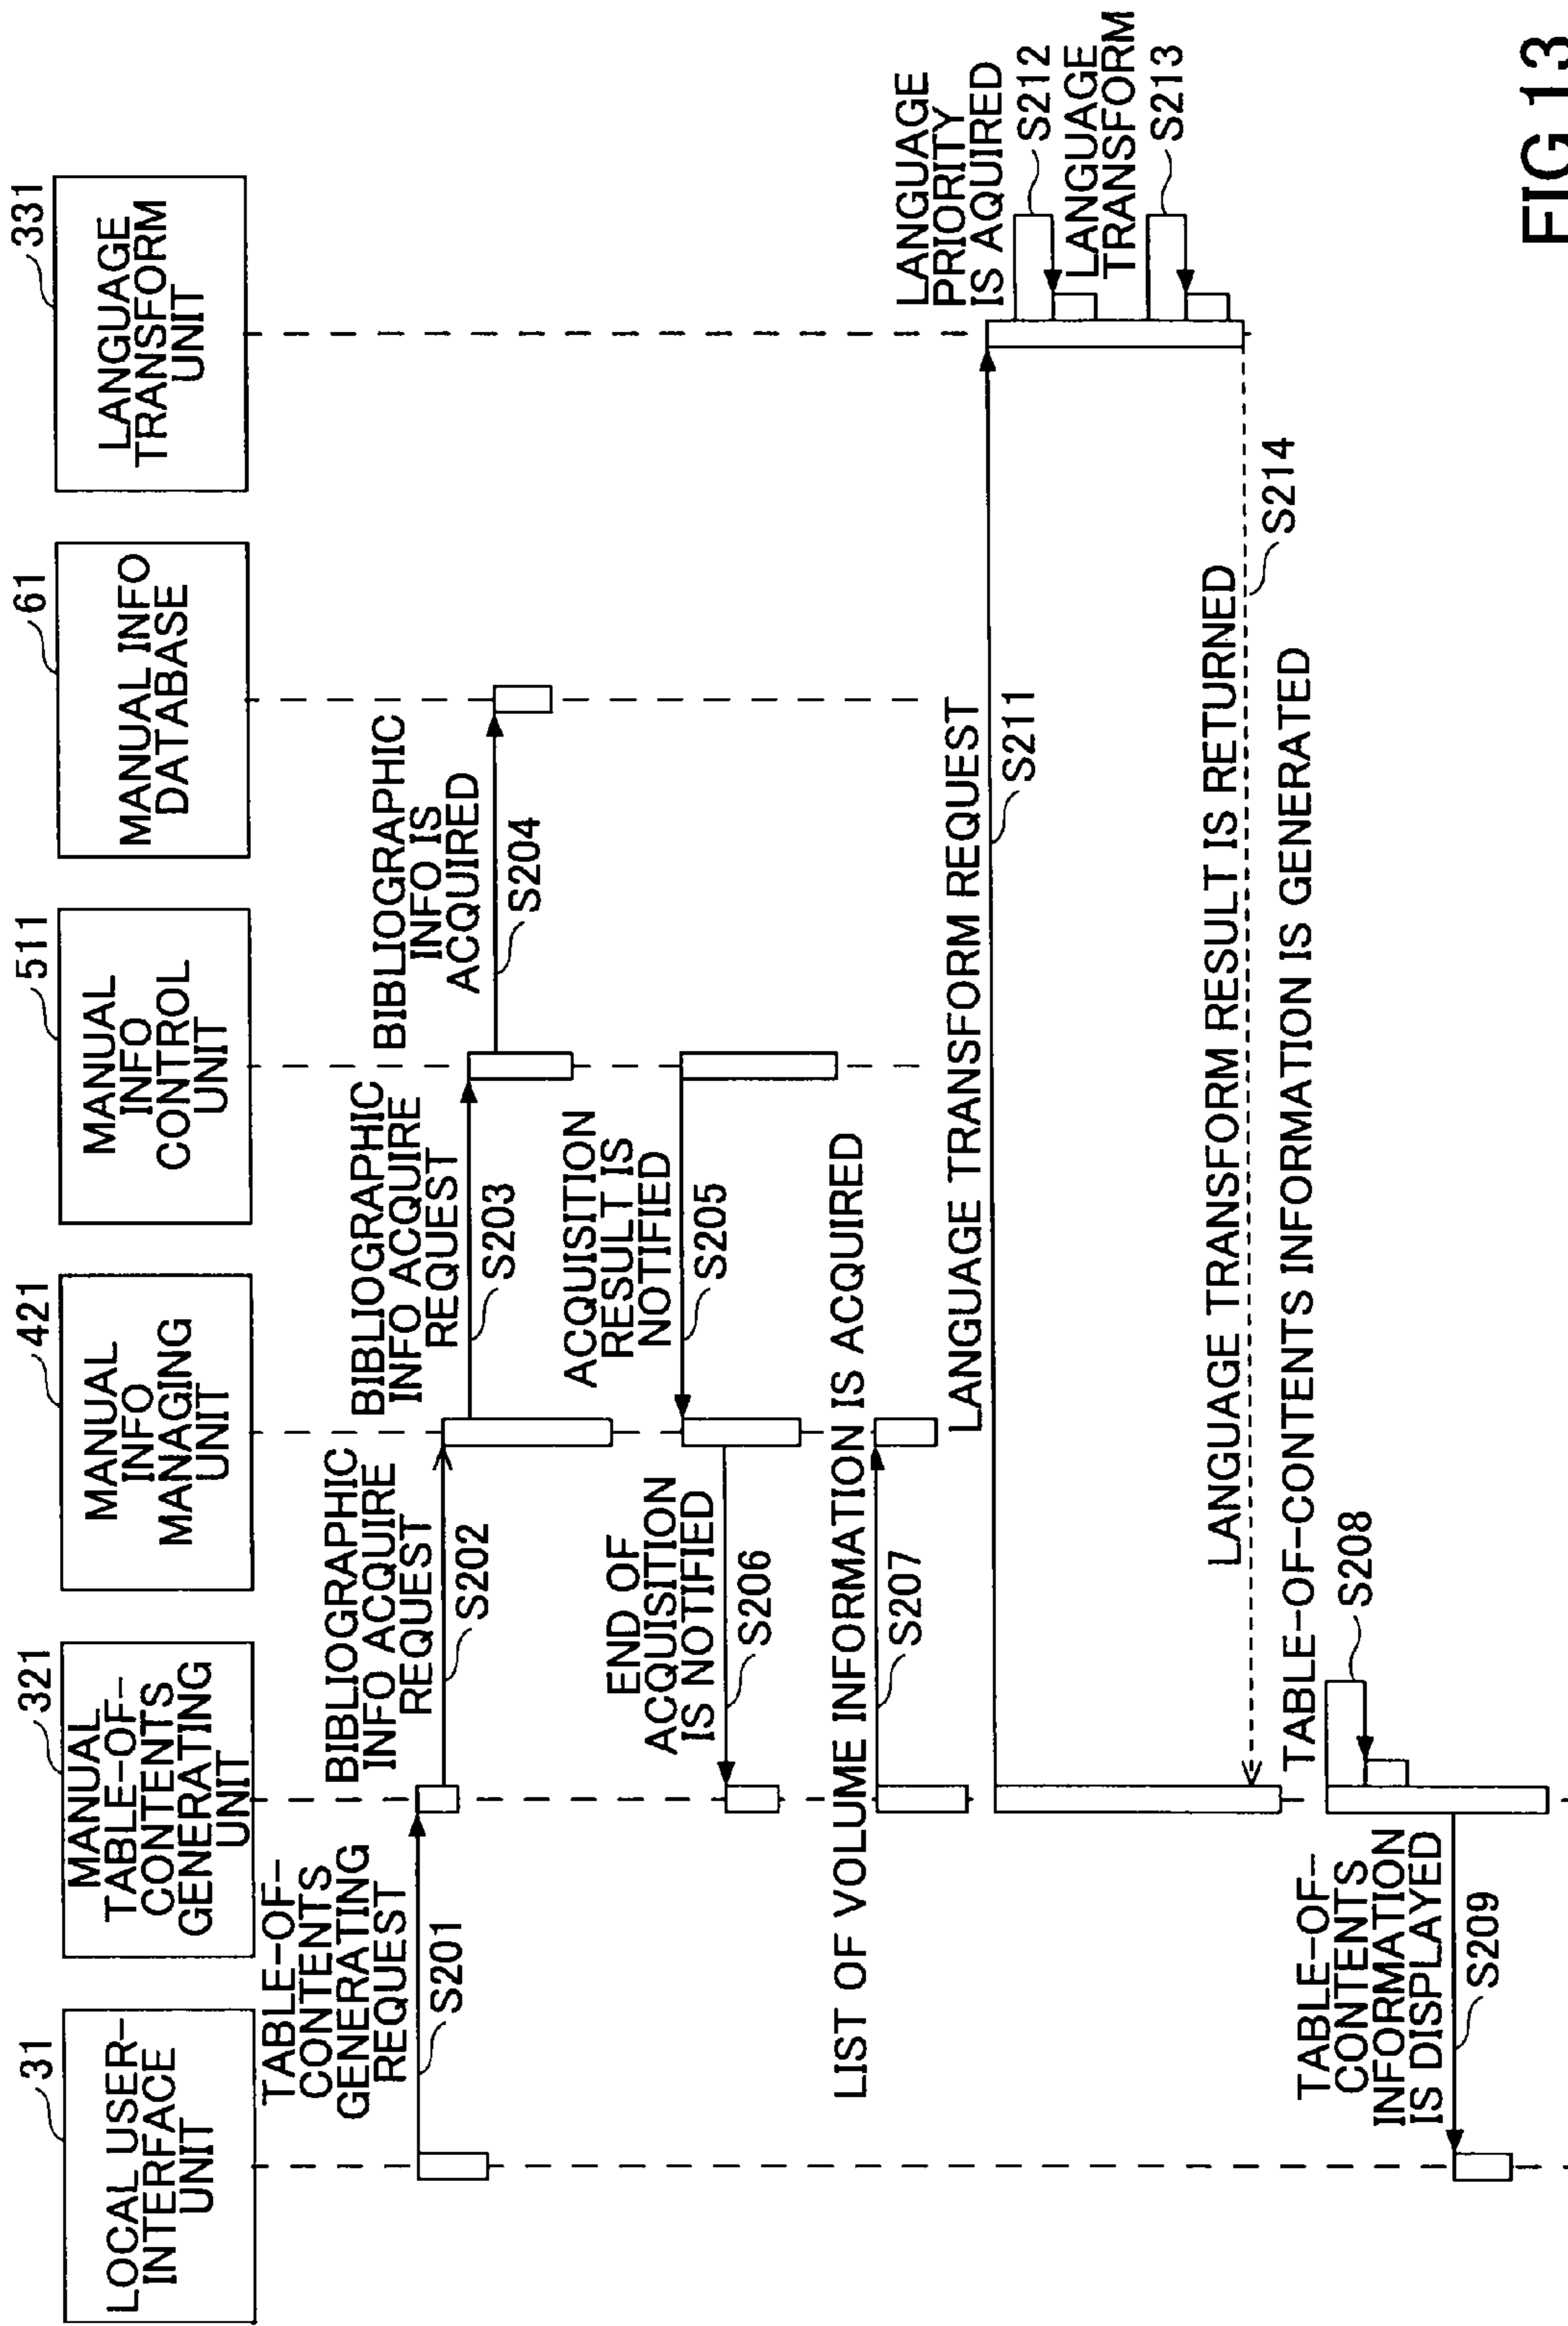 31
LOCAL USER-
INTERFACE
UNIT
321
MANUAL
TABLE-OF-
CONTENTS
GENERATING
UNIT
421
MANUAL
INFO
MANAGING
UNIT
511
MANUAL
INFO
CONTROL
UNIT
61
MANUAL INFO
DATABASE
331
LANGUAGE
TRANSFORM
UNIT
TABLE-OF-
CONTENTS
GENERATING
REQUEST
S201
BIBLIOGRAPHIC
INFO ACQUIRE
REQUEST
S202
BIBLIOGRAPHIC
INFO ACQUIRE
REQUEST
S203
BIBLIOGRAPHIC
INFO IS
ACQUIRED
S204
ACQUISITION
RESULT IS
NOTIFIED
S205
END OF
ACQUISITION
IS NOTIFIED
S206
LIST OF VOLUME INFORMATION IS ACQUIRED
S207
LANGUAGE TRANSFORM REQUEST
S211
LANGUAGE
PRIORITY
IS AQUIRED
S212
LANGUAGE
TRANSFORM
S213
LANGUAGE TRANSFORM RESULT IS RETURNED
S214
TABLE-OF-CONTENTS INFORMATION IS GENERATED
S208
TABLE-OF-
CONTENTS
INFORMATION
IS DISPLAYED
S209
FIG.13